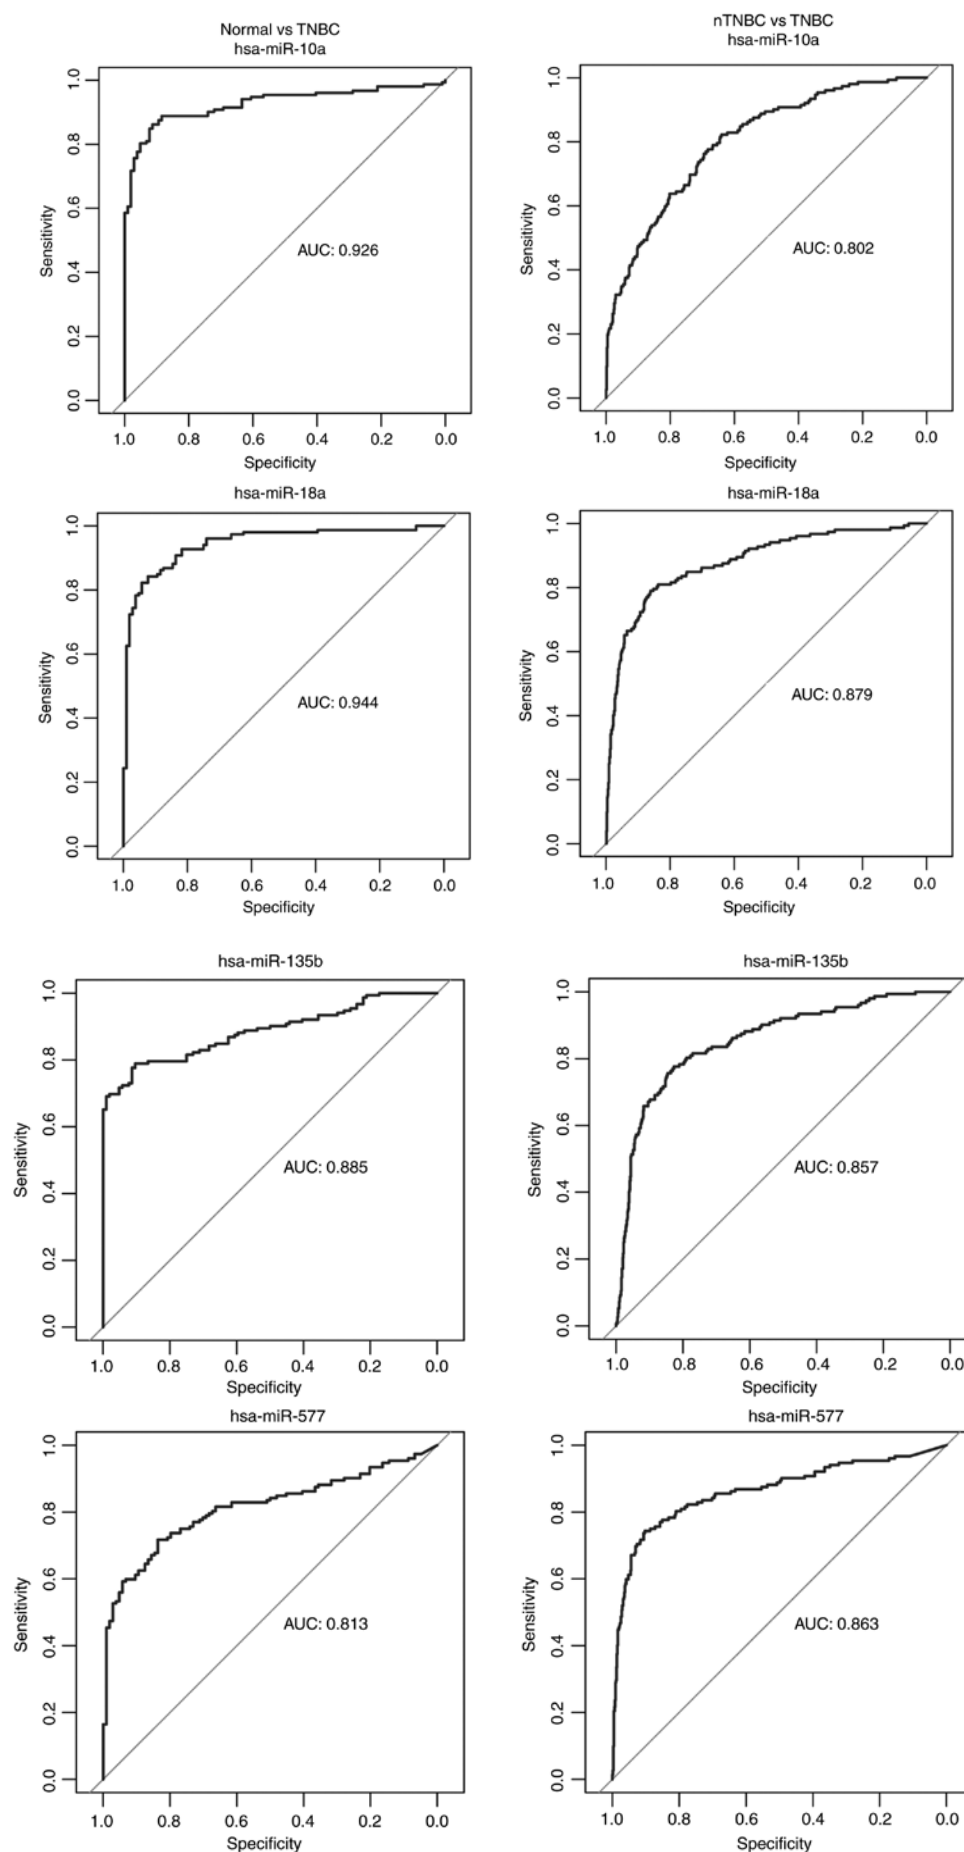 Normal vs TNBC
hsa-miR-10a
1.0
0.8
0.6
0.4
0.2
0.0
Sensitivity
AUC: 0.926
1.0 0.8 0.6 0.4 0.2 0.0
Specificity
nTNBC vs TNBC
hsa-miR-10a
1.0
0.8
0.6
0.4
0.2
0.0
Sensitivity
AUC: 0.802
1.0 0.8 0.6 0.4 0.2 0.0
Specificity
hsa-miR-18a
1.0
0.8
0.6
0.4
0.2
0.0
Sensitivity
AUC: 0.944
1.0 0.8 0.6 0.4 0.2 0.0
Specificity
hsa-miR-18a
1.0
0.8
0.6
0.4
0.2
0.0
Sensitivity
AUC: 0.879
1.0 0.8 0.6 0.4 0.2 0.0
Specificity
hsa-miR-135b
1.0
0.8
0.6
0.4
0.2
0.0
Sensitivity
AUC: 0.885
1.0 0.8 0.6 0.4 0.2 0.0
Specificity
hsa-miR-135b
1.0
0.8
0.6
0.4
0.2
0.0
Sensitivity
AUC: 0.857
1.0 0.8 0.6 0.4 0.2 0.0
Specificity
hsa-miR-577
1.0
0.8
0.6
0.4
0.2
0.0
Sensitivity
AUC: 0.813
1.0 0.8 0.6 0.4 0.2 0.0
Specificity
hsa-miR-577
1.0
0.8
0.6
0.4
0.2
0.0
Sensitivity
AUC: 0.863
1.0 0.8 0.6 0.4 0.2 0.0
Specificity